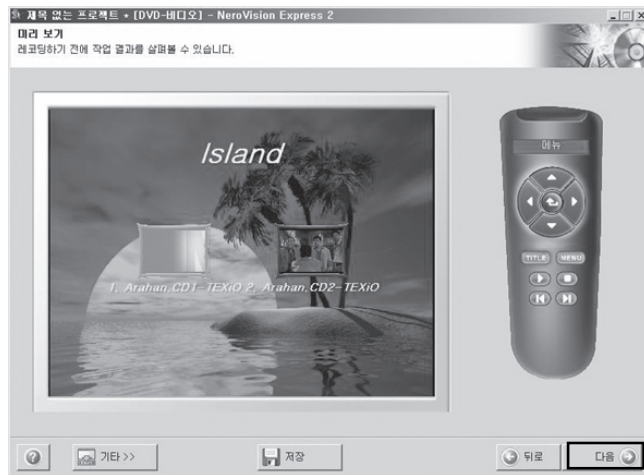 제목 없는 프로젝트 * [DVD-비디오] - NeroVision Express 2
미리 보기
레코딩하기 전에 작업 결과를 살펴볼 수 있습니다.
Island
1. Arahan,CD1-TEXiO 2. Arahan,CD2-TEXiO
메뉴
TITLE MENU
기타 >> 저장 뒤로 다음